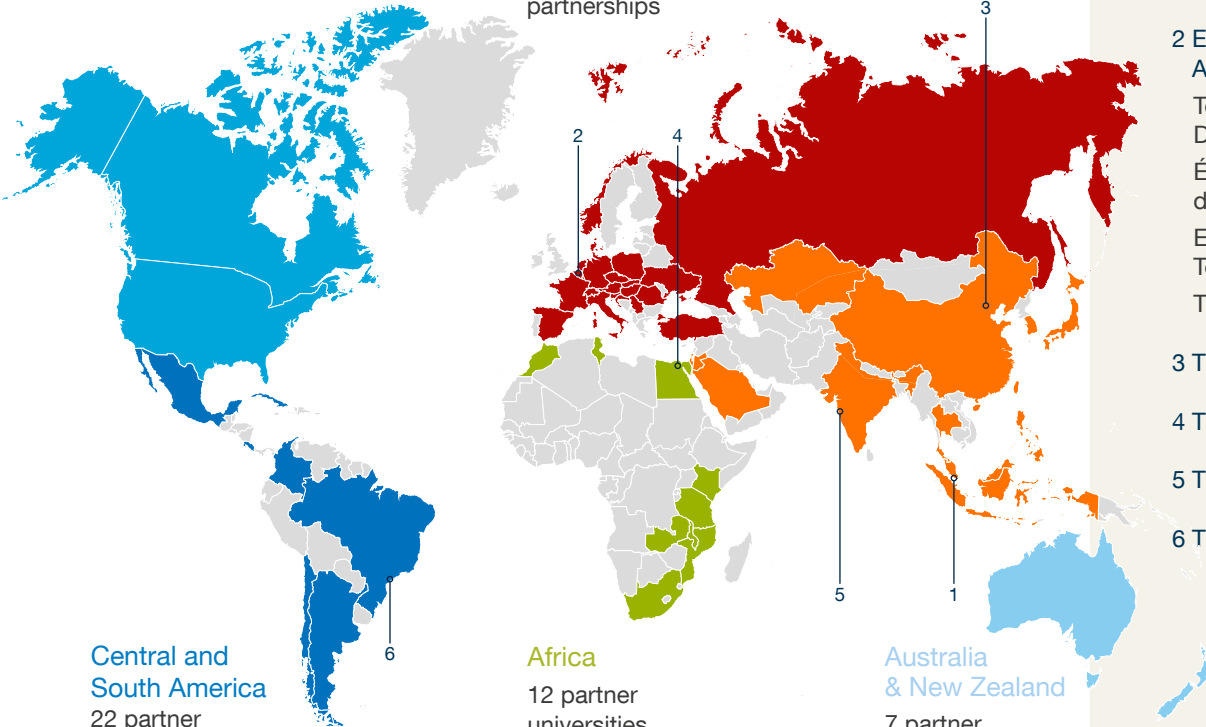 partnerships
3
2
4
5
1
6
Central and
South America
22 partner
Africa
12 partner
universities
Australia
& New Zealand
7 partner
2 E
A
T
D
É
d
E
T
T
3 T
4 T
5 T
6 T